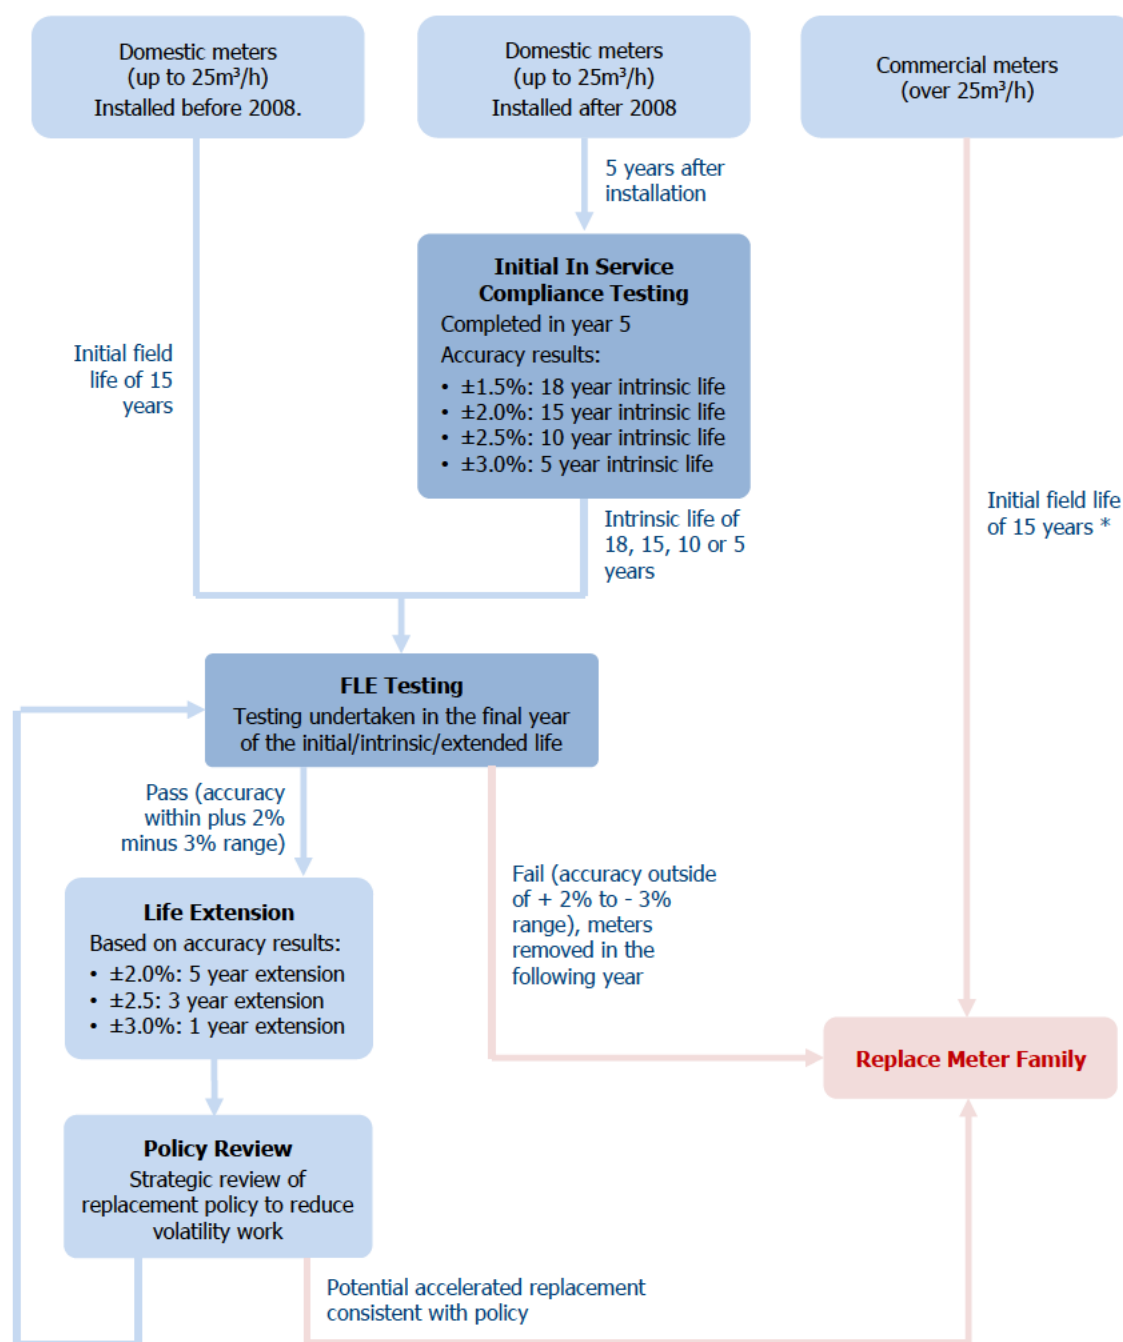 Domestic meters
(up to 25m³/h)
Installed before 2008.
Domestic meters
(up to 25m³/h)
Installed after 2008
Commercial meters
(over 25m³/h)
5 years after
installation
Initial In Service
Compliance Testing
Completed in year 5
Accuracy results:
• ±1.5%: 18 year intrinsic life
• ±2.0%: 15 year intrinsic life
• ±2.5%: 10 year intrinsic life
• ±3.0%: 5 year intrinsic life
Initial field
life of 15
years
Intrinsic life of
18, 15, 10 or 5
years
Initial field life
of 15 years *
FLE Testing
Testing undertaken in the final year
of the initial/intrinsic/extended life
Pass (accuracy
within plus 2%
minus 3% range)
Fail (accuracy outside
of + 2% to - 3%
range), meters
removed in the
following year
Life Extension
Based on accuracy results:
• ±2.0%: 5 year extension
• ±2.5: 3 year extension
• ±3.0%: 1 year extension
Replace Meter Family
Policy Review
Strategic review of
replacement policy to reduce
volatility work
Potential accelerated replacement
consistent with policy